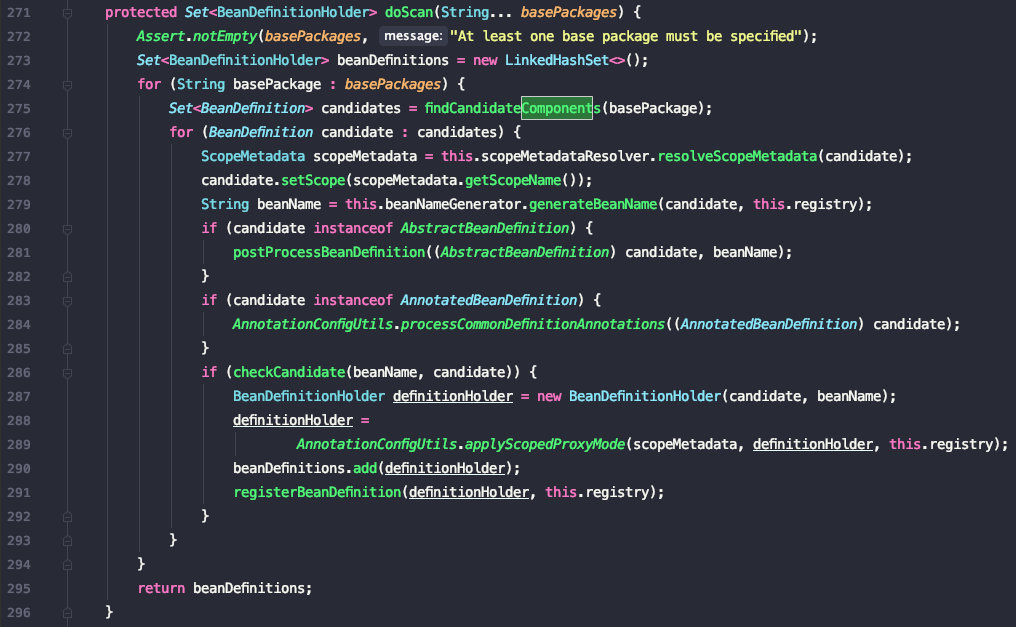 271 protected Set<BeanDefinitionHolder> doScan(String... basePackages) {
272 Assert.notEmpty(basePackages, message: "At least one base package must be specified");
273 Set<BeanDefinitionHolder> beanDefinitions = new LinkedHashSet<>();
274 for (String basePackage : basePackages) {
275 Set<BeanDefinition> candidates = findCandidateComponents(basePackage);
276 for (BeanDefinition candidate : candidates) {
277 ScopeMetadata scopeMetadata = this.scopeMetadataResolver.resolveScopeMetadata(candidate);
278 candidate.setScope(scopeMetadata.getScopeName());
279 String beanName = this.beanNameGenerator.generateBeanName(candidate, this.registry);
280 if (candidate instanceof AbstractBeanDefinition) {
281 postProcessBeanDefinition((AbstractBeanDefinition) candidate, beanName);
282 }
283 if (candidate instanceof AnnotatedBeanDefinition) {
284 AnnotationConfigUtils.processCommonDefinitionAnnotations((AnnotatedBeanDefinition) candidate);
285 }
286 if (checkCandidate(beanName, candidate)) {
287 BeanDefinitionHolder definitionHolder = new BeanDefinitionHolder(candidate, beanName);
288 definitionHolder =
289 AnnotationConfigUtils.applyScopedProxyMode(scopeMetadata, definitionHolder, this.registry);
290 beanDefinitions.add(definitionHolder);
291 registerBeanDefinition(definitionHolder, this.registry);
292 }
293 }
294 }
295 return beanDefinitions;
296 }